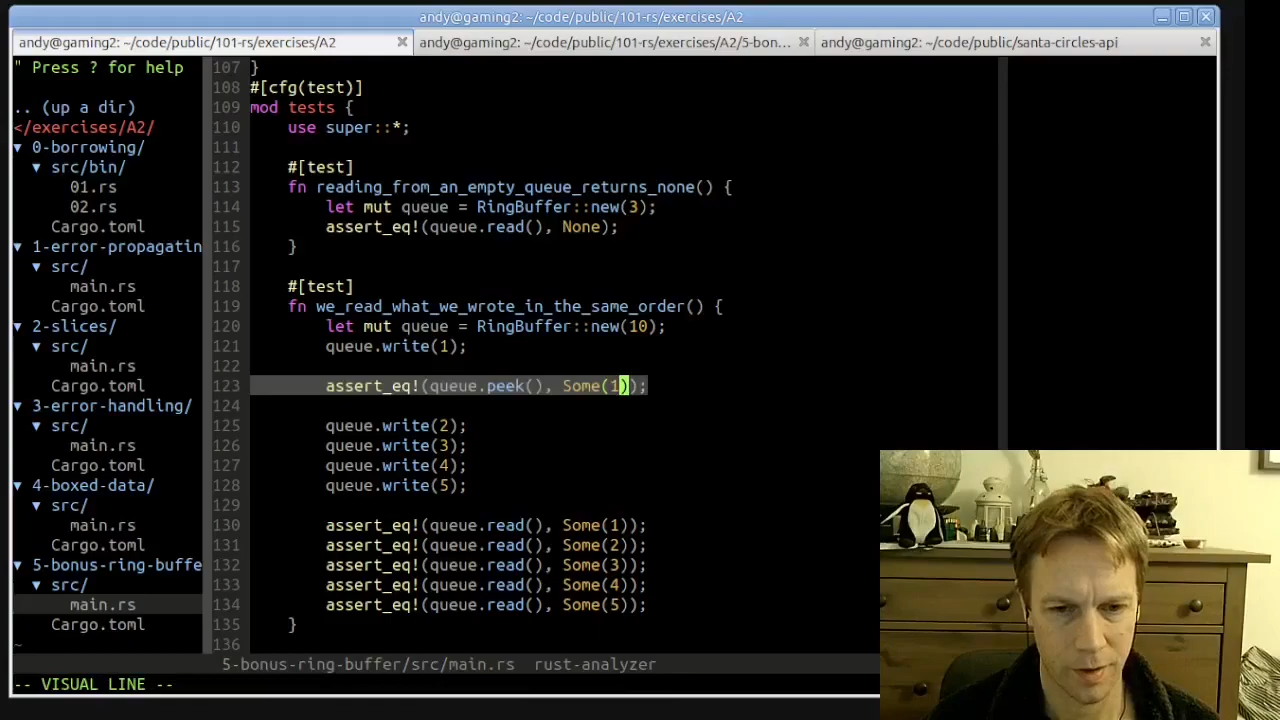 andy@gaming2: ~/code/public/101-rs/exercises/A2
andy@gaming2: ~/code/public/101-rs/exercises/A2
andy@gaming2: ~/code/public/101-rs/exercises/A2/5-bon...
andy@gaming2: ~/code/public/santa-circles-api
" Press ? for help
.. (up a dir)
</exercises/A2/
▼ 0-borrowing/
▼ src/bin/
01.rs
02.rs
Cargo.toml
▼ 1-error-propagatin
▼ src/
main.rs
Cargo.toml
▼ 2-slices/
▼ src/
main.rs
Cargo.toml
▼ 3-error-handling/
▼ src/
main.rs
Cargo.toml
▼ 4-boxed-data/
▼ src/
main.rs
Cargo.toml
▼ 5-bonus-ring-buffe
▼ src/
main.rs
Cargo.toml
~
107 }
108 #[cfg(test)]
109 mod tests {
110 use super::*;
111
112 #[test]
113 fn reading_from_an_empty_queue_returns_none() {
114 let mut queue = RingBuffer::new(3);
115 assert_eq!(queue.read(), None);
116 }
117
118 #[test]
119 fn we_read_what_we_wrote_in_the_same_order() {
120 let mut queue = RingBuffer::new(10);
121 queue.write(1);
122
123 assert_eq!(queue.peek(), Some(1));
124
125 queue.write(2);
126 queue.write(3);
127 queue.write(4);
128 queue.write(5);
129
130 assert_eq!(queue.read(), Some(1));
131 assert_eq!(queue.read(), Some(2));
132 assert_eq!(queue.read(), Some(3));
133 assert_eq!(queue.read(), Some(4));
134 assert_eq!(queue.read(), Some(5));
135 }
136
5-bonus-ring-buffer/src/main.rs rust-analyzer
-- VISUAL LINE --